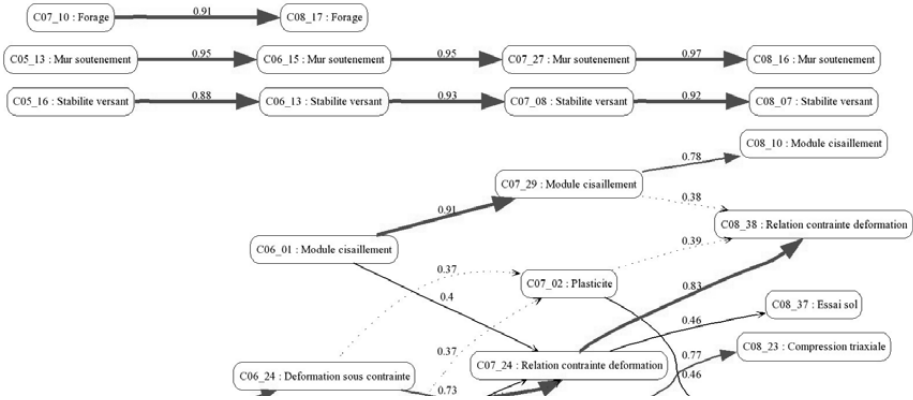 C07_10 : Forage
0.91
C08_17 : Forage
C05_13 : Mur soutenement
0.95
C06_15 : Mur soutenement
0.95
C07_27 : Mur soutenement
0.97
C08_16 : Mur soutenement
C05_16 : Stabilite versant
0.88
C06_13 : Stabilite versant
0.93
C07_08 : Stabilite versant
0.92
C08_07 : Stabilite versant
C08_10 : Module cisaillement
0.78
C07_29 : Module cisaillement
0.38
0.91
C08_38 : Relation contrainte deformation
C06_01 : Module cisaillement
0.39
0.37
C07_02 : Plasticite
0.83
0.4
C08_37 : Essai sol
0.46
C08_23 : Compression triaxiale
0.37
0.77
C07_24 : Relation contrainte deformation
0.46
C06_24 : Deformation sous contrainte
0.73